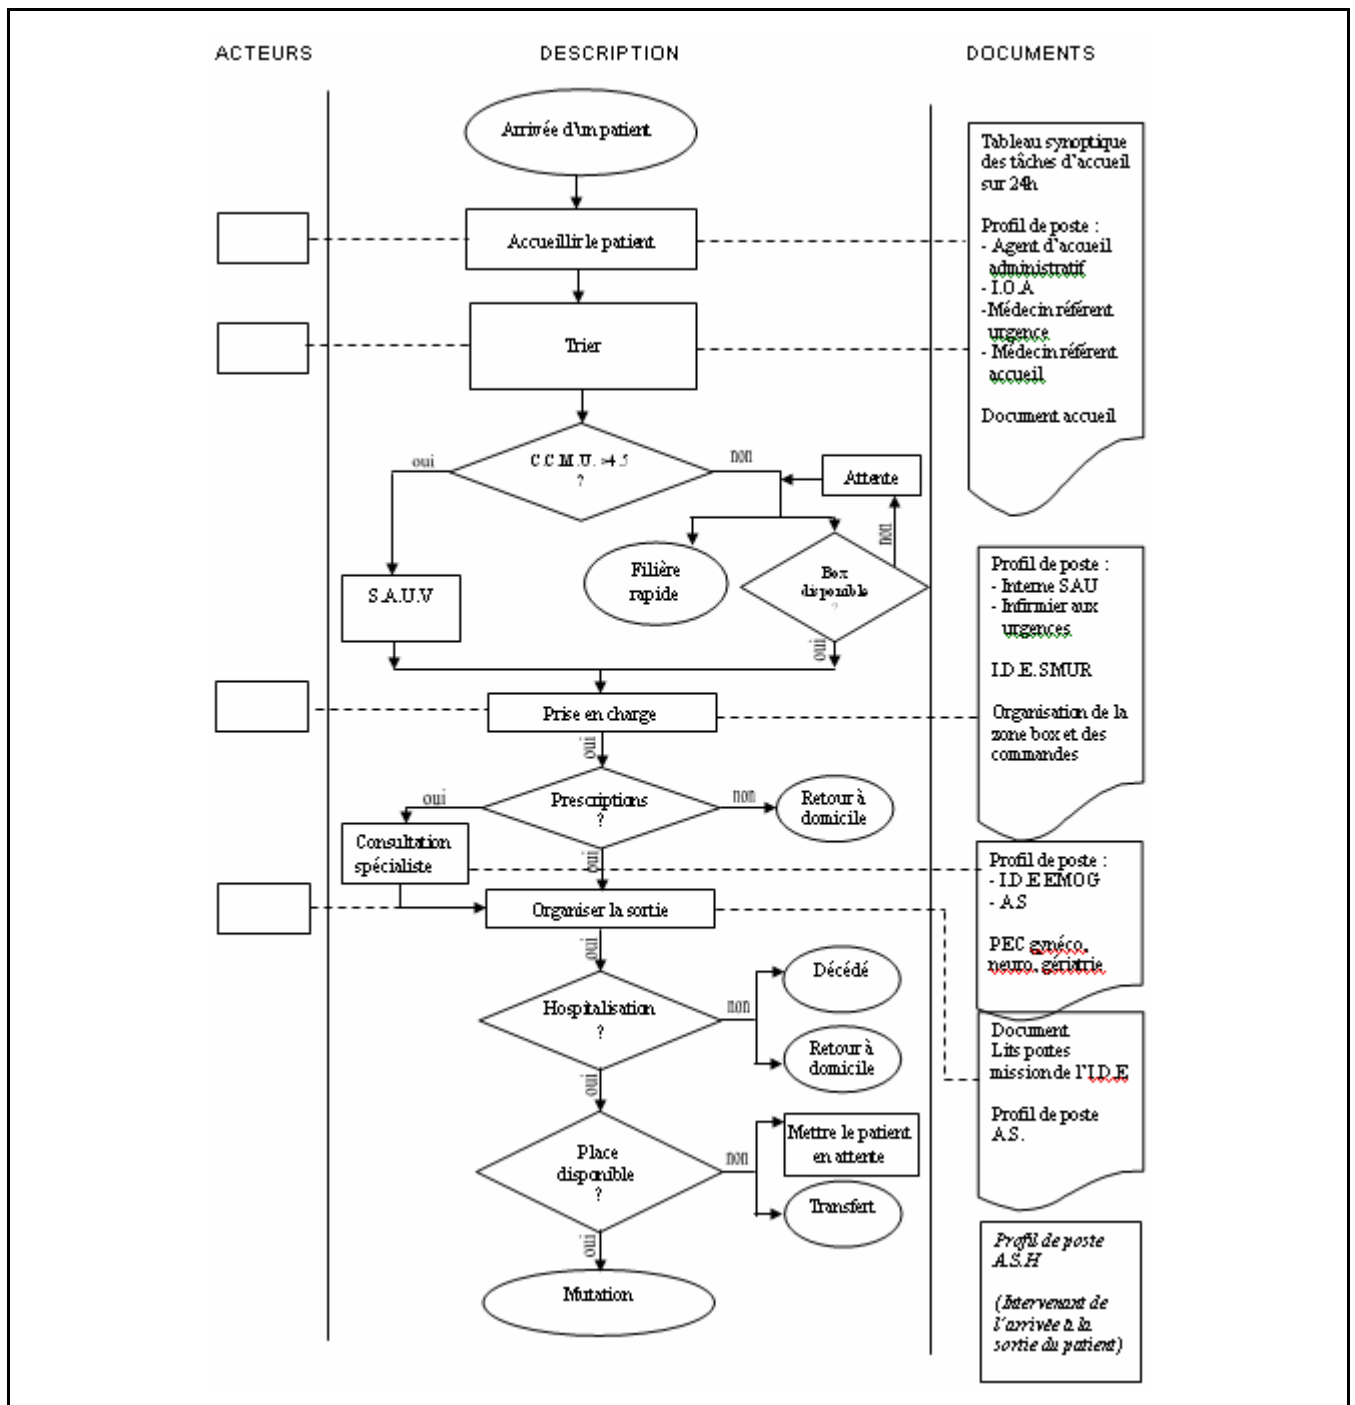 ACTEURS
DESCRIPTION
DOCUMENTS
Arrivée d'un patient
Accueillir le patient
Trier
C.C.M.U. >4.5
?
oui
non
Attente
non
S.A.U.V
Filière
rapide
Box
disponible
?
oui
Prise en charge
oui
Prescriptions
?
oui
non
Retour à
domicile
Consultation
spécialiste
oui
Organiser la sortie
oui
Hospitalisation
?
non
Décédé
Retour à
domicile
oui
Place
disponible
?
non
Mettre le patient
en attente
Transfert
oui
Mutation
Tableau synoptique
des tâches d'accueil
sur 24h
Profil de poste :
- Agent d'accueil
administratif
- I.O.A
-Médecin référent
urgence
- Médecin référent
accueil
Document accueil
Profil de poste :
- Interne SAU
- Infirmier aux
urgences
I.D.E. SMUR
Organisation de la
zone box et des
commandes
Profil de poste :
- I.D.E EMOG
- A.S
PEC gynéco,
neuro, gériatrie
Document
Lits portes
mission de l'I.D.E
Profil de poste
A.S.
Profil de poste
A.S.H
(Intervenant de
l'arrivée à la
sortie du patient)